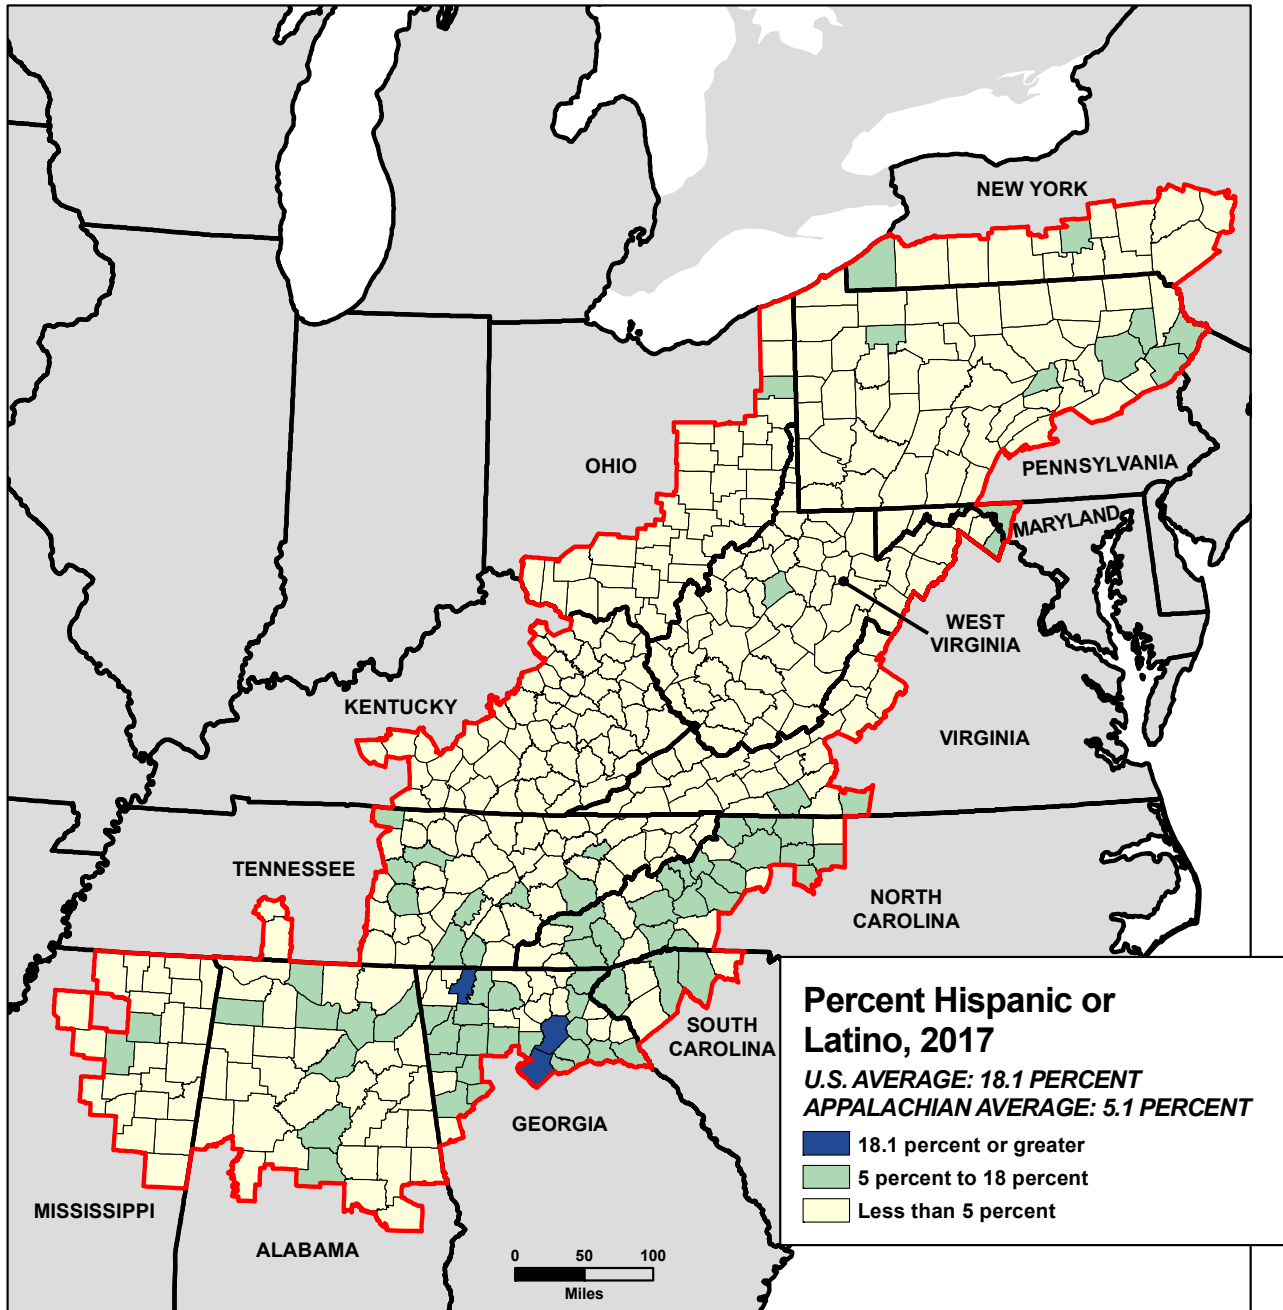 NEW YORK
OHIO
PENNSYLVANIA
MARYLAND
WEST
VIRGINIA
KENTUCKY
VIRGINIA
TENNESSEE
NORTH
CAROLINA
SOUTH
CAROLINA
GEORGIA
MISSISSIPPI
ALABAMA
Percent Hispanic or
Latino, 2017
U.S. AVERAGE: 18.1 PERCENT
APPALACHIAN AVERAGE: 5.1 PERCENT
18.1 percent or greater
5 percent to 18 percent
Less than 5 percent
0 50 100
Miles